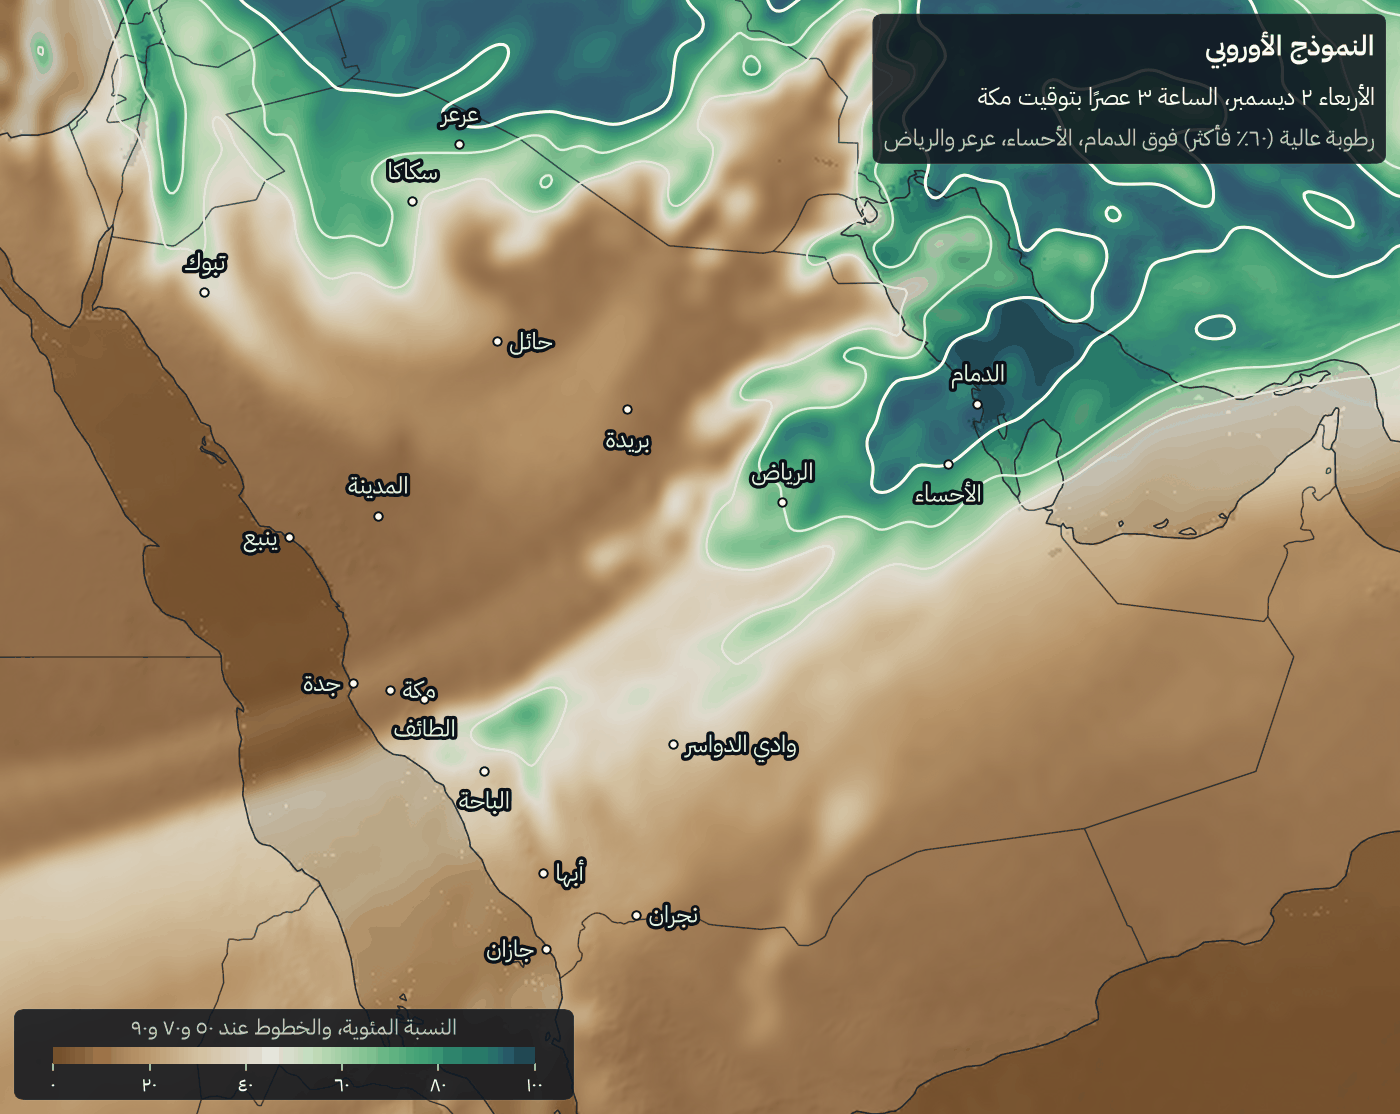 النموذج الأوروبي
الأربعاء ٢ ديسمبر، الساعة ٣ عصرًا بتوقيت مكة
رطوبة عالية (٦٠٪ فأكثر) فوق الدمام، الأحساء، عرعر والرياض
عرعر
سكاكا
تبوك
حائل
الدمام
بريدة
الرياض
المدينة
الأحساء
ينبع
جدة
مكة
الطائف
وادي الدواسر
الباحة
أبها
نجران
جازان
النسبة المئوية، والخطوط عند ٥٠ و٧٠ و٩٠
٠ ٢٠ ٤٠ ٦٠ ٨٠ ١٠٠